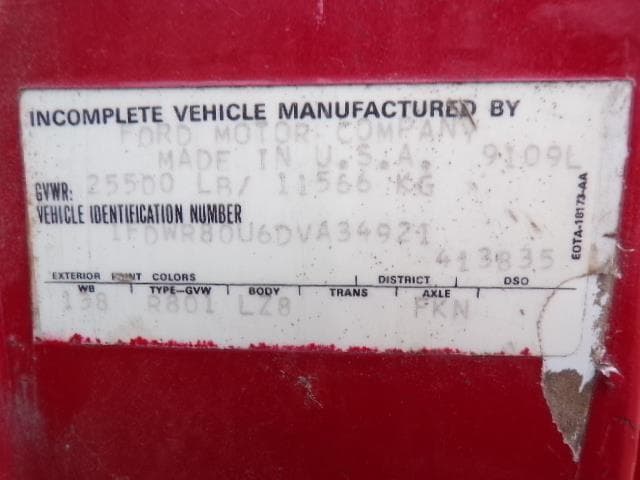 INCOMPLETE VEHICLE MANUFACTURED BY
FORD MOTOR COMPANY
MADE IN U.S.A. 9109L
GVWR: 25500 LB/ 11566 KG
VEHICLE IDENTIFICATION NUMBER
1FDWR80U6DVA34921
413835
EXTERIOR PAINT COLORS DISTRICT DSO
WB TYPE-GVW BODY TRANS AXLE
138 R801 LZ8 FKN
EOTA-18173-AA